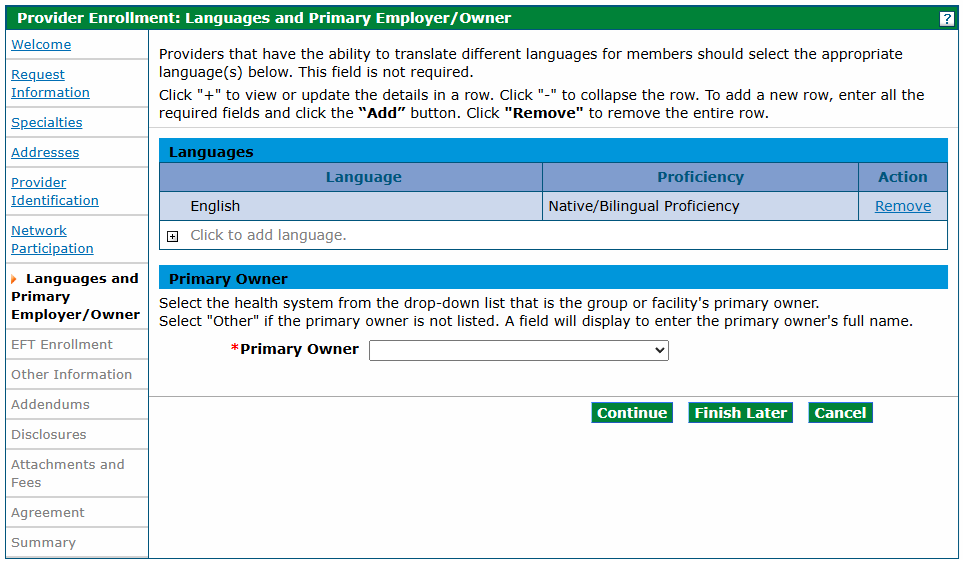 Provider Enrollment: Languages and Primary Employer/Owner
?
Welcome
Request
Information
Specialties
Addresses
Provider
Identification
Network
Participation
Languages and
Primary
Employer/Owner
EFT Enrollment
Other Information
Addendums
Disclosures
Attachments and
Fees
Agreement
Summary
Providers that have the ability to translate different languages for members should select the appropriate
language(s) below. This field is not required.
Click "+" to view or update the details in a row. Click "-" to collapse the row. To add a new row, enter all the
required fields and click the “Add” button. Click "Remove" to remove the entire row.
Languages
Language Proficiency Action
English Native/Bilingual Proficiency Remove
+ Click to add language.
Primary Owner
Select the health system from the drop-down list that is the group or facility's primary owner.
Select "Other" if the primary owner is not listed. A field will display to enter the primary owner's full name.
*Primary Owner
Continue Finish Later Cancel